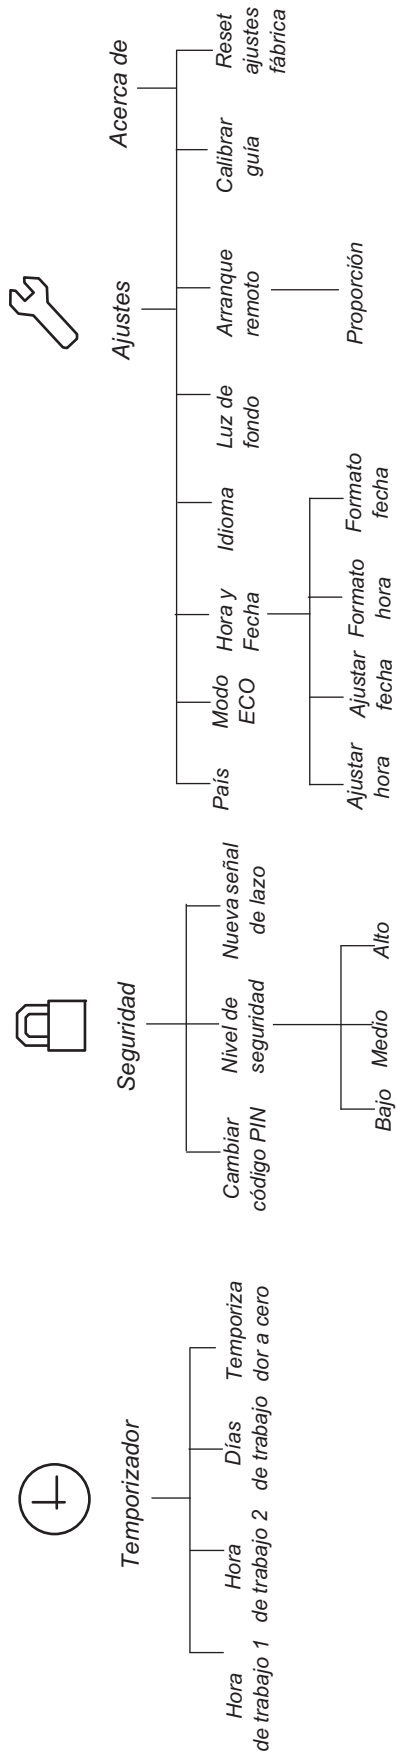 Temporizador
Hora
de trabajo 1
Hora
de trabajo 2
Días
de trabajo
Temporiza
dor a cero
Seguridad
Cambiar
código PIN
Nivel de
seguridad
Nueva señal
de lazo
Bajo
Medio
Alto
Ajustes
Acerca de
País
Modo
ECO
Hora y
Fecha
Idioma
Luz de
fondo
Arranque
remoto
Calibrar
guía
Reset
ajustes
fábrica
Ajustar
hora
Ajustar
fecha
Formato
hora
Formato
fecha
Proporción